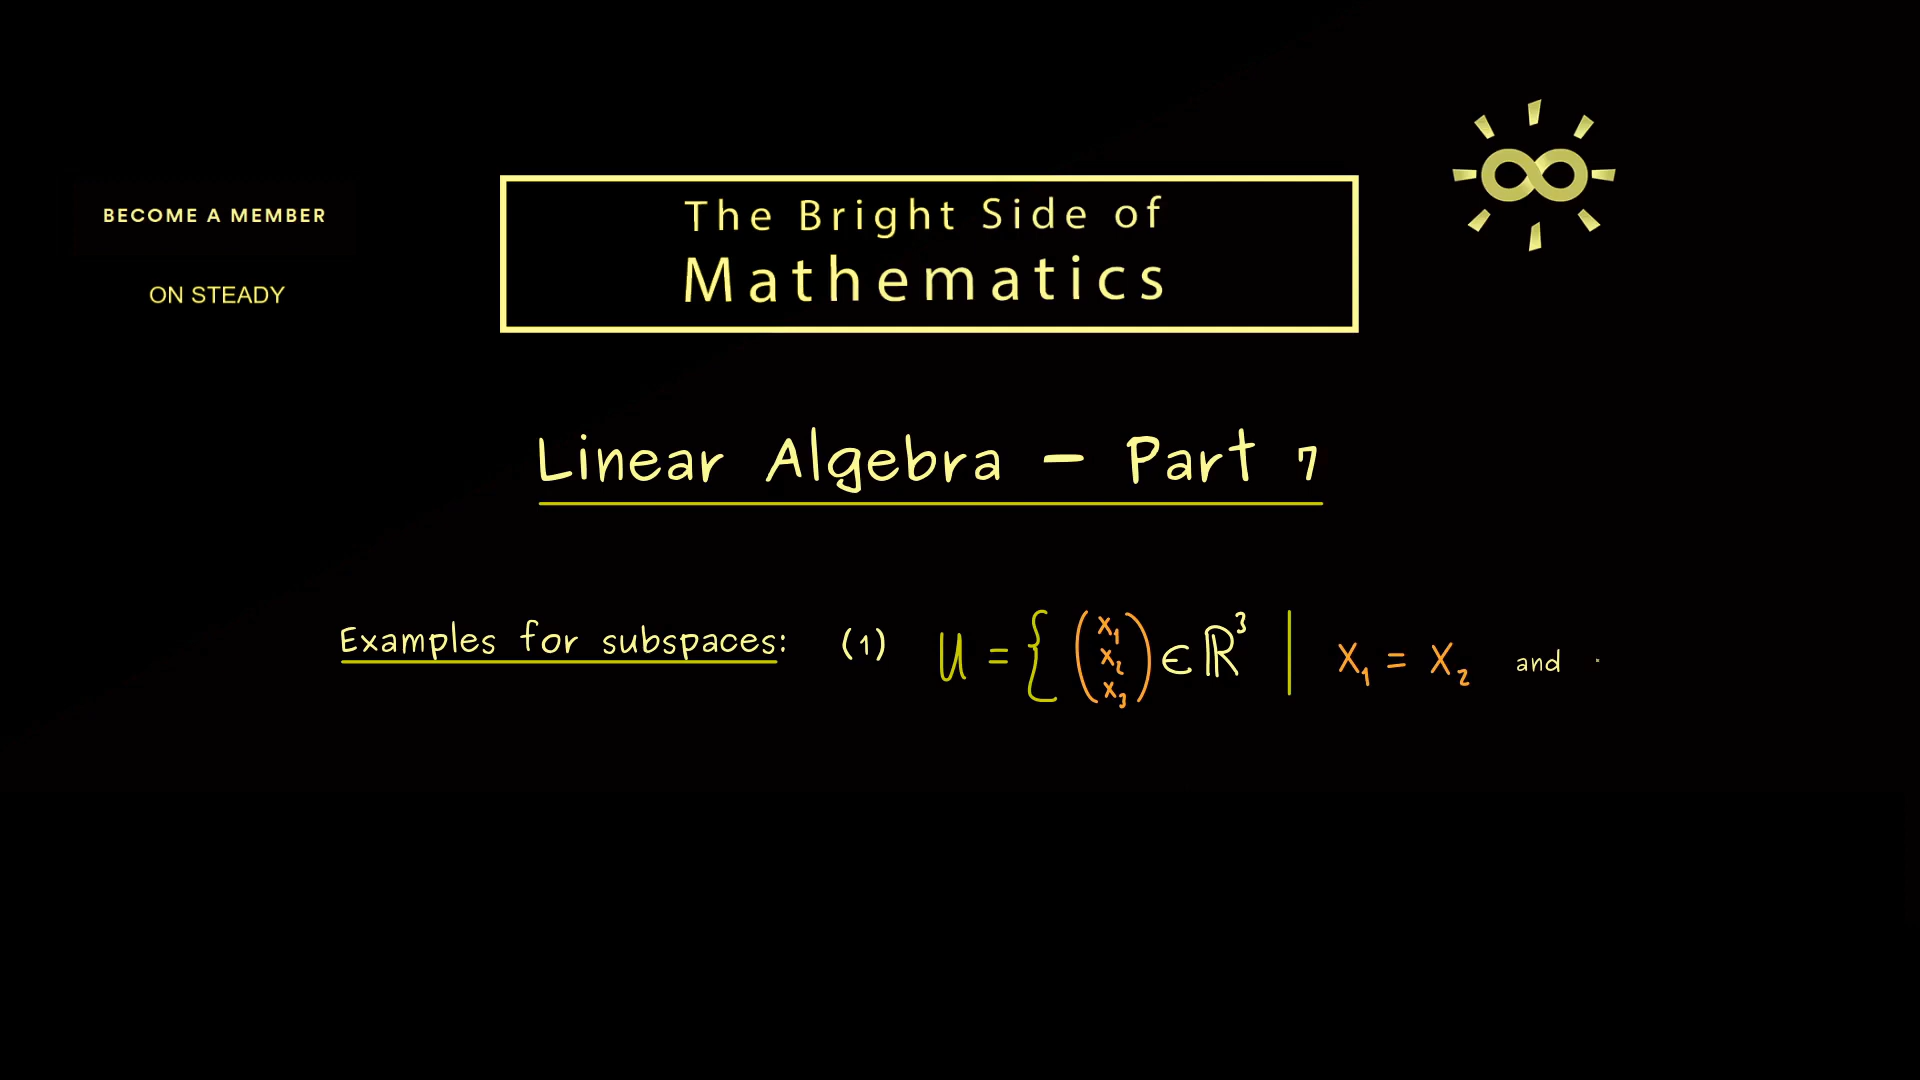 BECOME A MEMBER
ON STEADY
The Bright Side of
Mathematics
Linear Algebra – Part 7
Examples for subspaces: (1) U = { (x₁ x₂ x₃) ∈ ℝ³ | x₁ = x₂ and